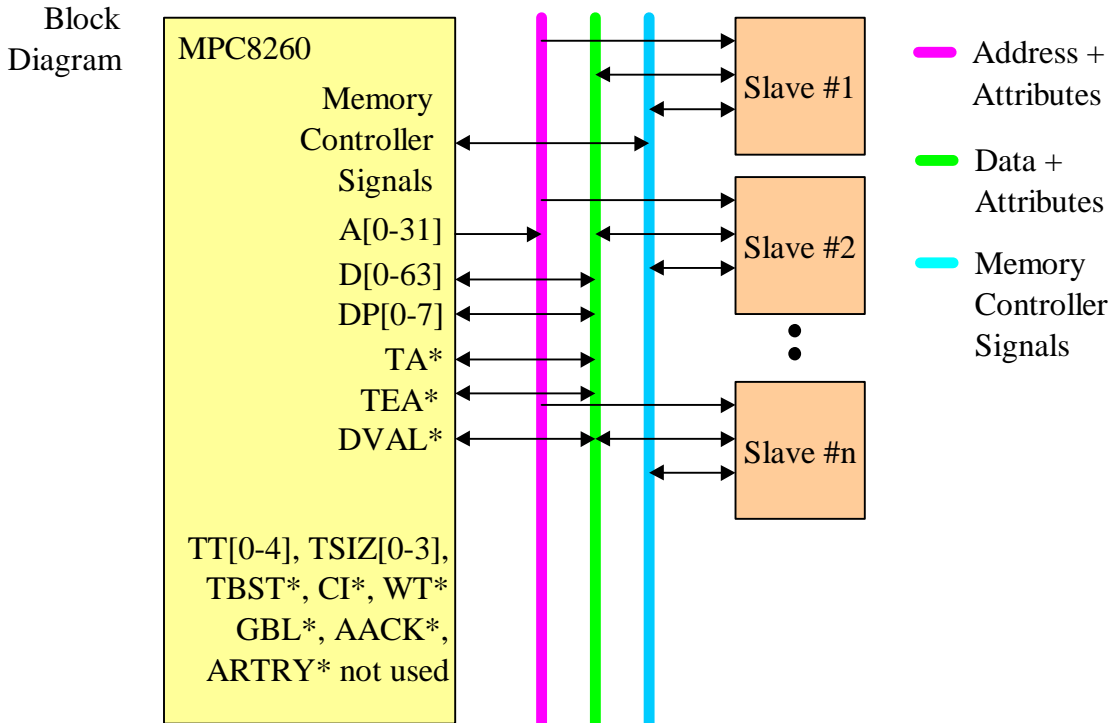 Block
Diagram
MPC8260
Memory
Controller
Signals
A[0-31]
D[0-63]
DP[0-7]
TA*
TEA*
DVAL*
TT[0-4], TSIZ[0-3],
TBST*, CI*, WT*
GBL*, AACK*,
ARTRY* not used
Slave #1
Slave #2
Slave #n
Address +
Attributes
Data +
Attributes
Memory
Controller
Signals